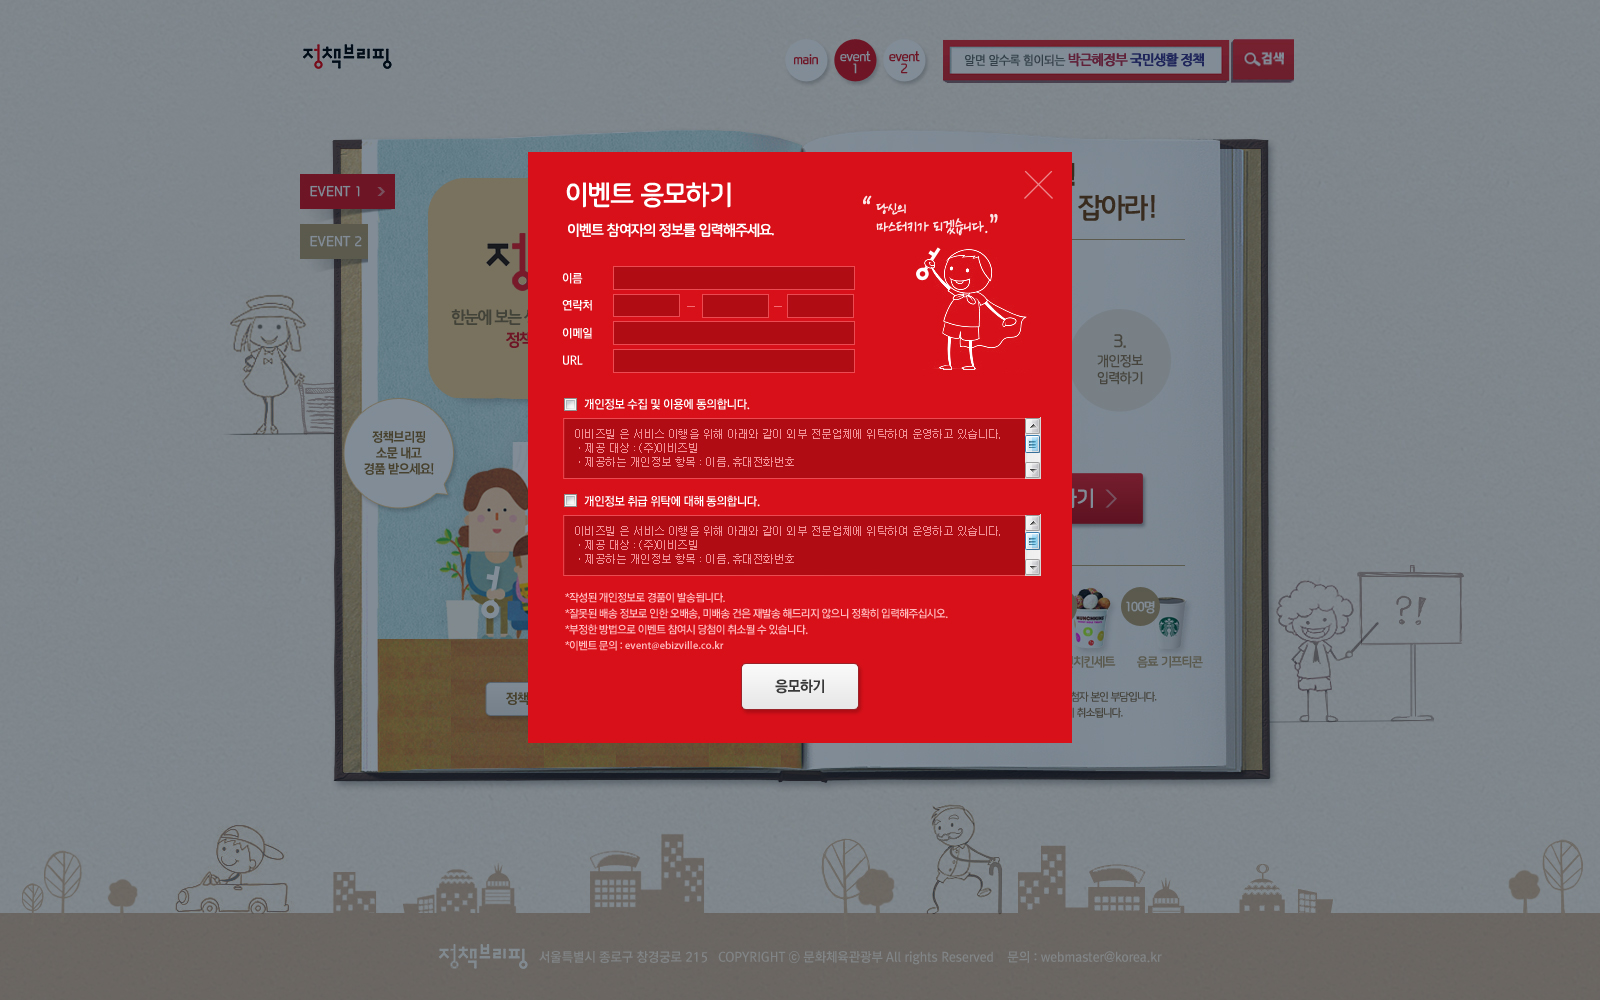 정책브리핑
main
event 1
event 2
알면 알수록 힘이되는 박근혜정부 국민생활 정책
검색
EVENT 1
EVENT 2
한눈에 보는
정책브리핑
소문 내고
경품 받으세요!
이벤트 응모하기
이벤트 참여자의 정보를 입력해주세요.
“ 당신의
마스터키가 되겠습니다. ”
이름
연락처
이메일
URL
개인정보 수집 및 이용에 동의합니다.
이비즈빌 은 서비스 이행을 위해 아래와 같이 외부 전문업체에 위탁하여 운영하고 있습니다.
· 제공 대상 : (주)이비즈빌
· 제공하는 개인정보 항목 : 이름, 휴대전화번호
개인정보 취급 위탁에 대해 동의합니다.
이비즈빌 은 서비스 이행을 위해 아래와 같이 외부 전문업체에 위탁하여 운영하고 있습니다.
· 제공 대상 : (주)이비즈빌
· 제공하는 개인정보 항목 : 이름, 휴대전화번호
*작성된 개인정보로 경품이 발송됩니다.
*잘못된 배송 정보로 인한 오배송, 미배송 건은 재발송 해드리지 않으니 정확히 입력해주십시오.
*부정한 방법으로 이벤트 참여시 당첨이 취소될 수 있습니다.
*이벤트 문의 : event@ebizville.co.kr
응모하기
잡아라!
3.
개인정보
입력하기
100명
치킨세트
음료 기프티콘
본인 부담입니다.
취소됩니다.
?!
정책
정책브리핑 서울특별시 종로구 창경궁로 215 COPYRIGHT ⓒ 문화체육관광부 All rights Reserved 문의 : webmaster@korea.kr